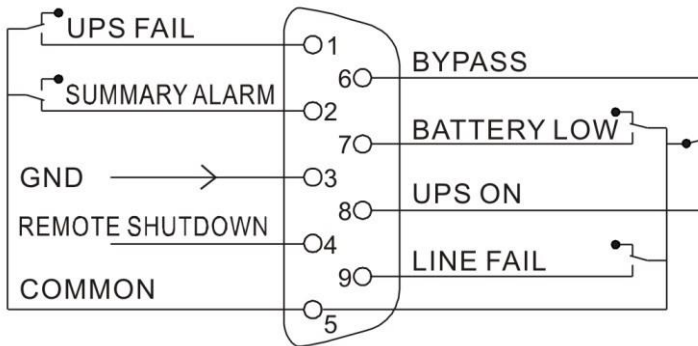 UPS FAIL 1
BYPASS
6
SUMMARY ALARM 2
BATTERY LOW
7
GND 3
UPS ON
8
REMOTE SHUTDOWN 4
LINE FAIL
9
COMMON
5